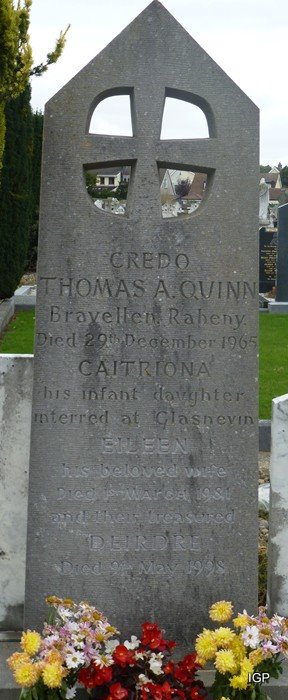 CREDO
THOMAS A. QUINN
Bravellen, Raheny
Died 29th December 1965
CAITRIONA
his infant daughter
interred at Glasnevin
EILEEN
his beloved wife
Died 1st March 1981
and their treasured
DEIRDRE
Died 9th May 1998
IGP